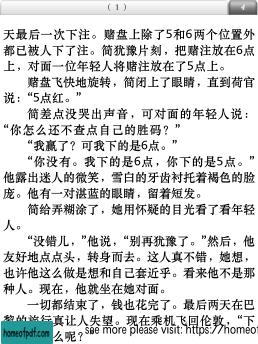 （1）
4
天最后一次下注。赌盘上除了5和6两个位置外
都已被人下了注。简犹豫片刻，把赌注放在6点
上，对面一位年轻人将赌注放在了5点上。
赌盘飞快地旋转，简闭上了眼睛，直到荷官
说：“5点红。”
简差点没哭出声音，可对面的年轻人说：
“你怎么还不查点自己的胜码？”
“我赢了？可我下的是6点。”
“你没有。我下的是6点，你下的是5点。”
他露出迷人的微笑，雪白的牙齿衬托着褐色的脸
庞。他有一对湛蓝的眼睛，留着短发。
简给弄糊涂了，她用怀疑的目光看了看年轻
人。
“没错儿，”他说，“别再犹豫了。”然后，他
友好地点点头，转身而去。这人真不错，她想，
也许他这么做是想和自己套近乎。看来他不是那
种人。现在，他就坐在她对面。
一切都结束了，钱也花完了。最后两天在巴
黎的旅行真让人失望。现在乘机飞回伦敦，“下
么呢？
homeofpdf.com
see more please visit: https://homeof